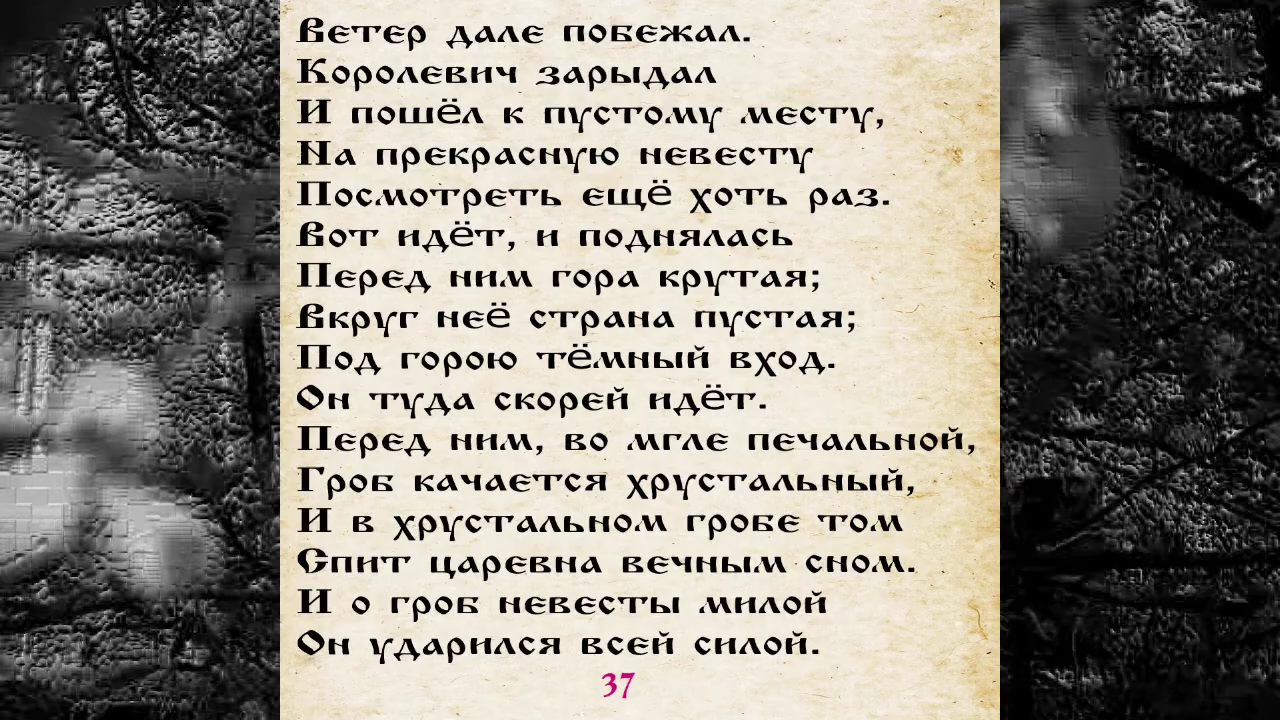 Ветер дале побежал.
Королевич зарыдал
И пошёл к пустому месту,
На прекрасную невесту
Посмотреть ещё хоть раз.
Вот идёт, и поднялась
Перед ним гора крутая;
Вкруг неё страна пустая;
Под горою тёмный вход.
Он туда скорей идёт.
Перед ним, во мгле печальной,
Гроб качается хрустальный,
И в хрустальном гробе том
Спит царевна вечным сном.
И о гроб невесты милой
Он ударился всей силой.
37